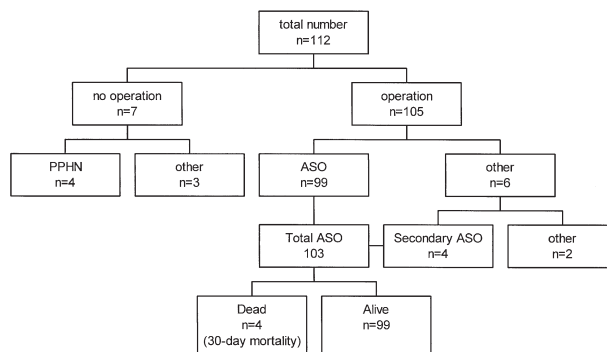 total number
n=112
no operation
n=7
operation
n=105
PPHN
n=4
other
n=3
ASO
n=99
other
n=6
Total ASO
103
Secondary ASO
n=4
other
n=2
Dead
n=4
(30-day mortality)
Alive
n=99